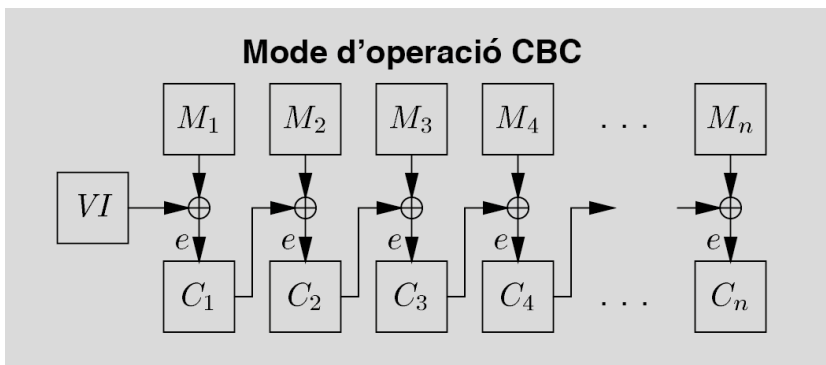 Mode d'operació CBC
M₁ M₂ M₃ M₄ . . . Mₙ
VI
e e e e e
C₁ C₂ C₃ C₄ . . . Cₙ